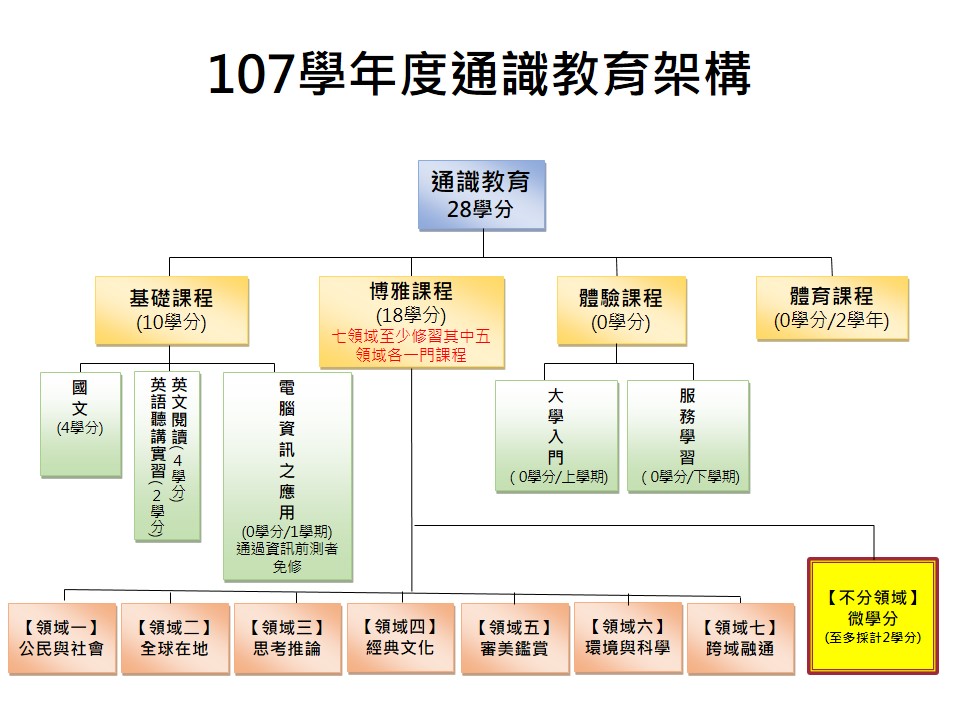 107學年度通識教育架構
通識教育
28學分
基礎課程
(10學分)
博雅課程
(18學分)
七領域至少修習其中五
領域各一門課程
體驗課程
(0學分)
體育課程
(0學分/2學年)
國
文
(4學分)
英文閱讀(4學分)
英語聽講實習(2學分)
電
腦
資
訊
之
應
用
(0學分/1學期)
通過資訊前測者
免修
大
學
入
門
( 0學分/上學期)
服
務
學
習
( 0學分/下學期)
【領域一】
公民與社會
【領域二】
全球在地
【領域三】
思考推論
【領域四】
經典文化
【領域五】
審美鑑賞
【領域六】
環境與科學
【領域七】
跨域融通
【不分領域】
微學分
(至多採計2學分)